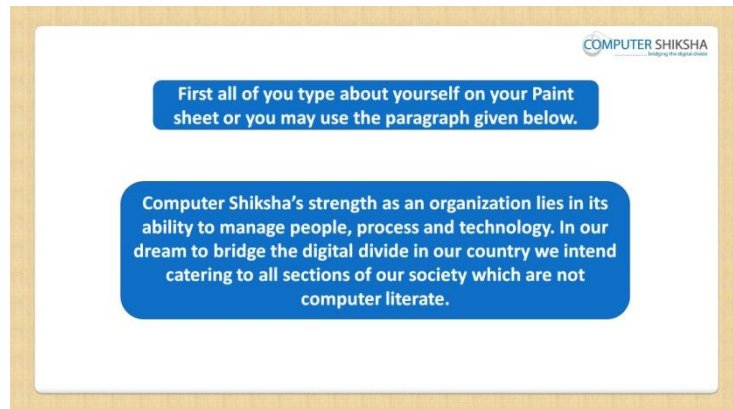 COMPUTER SHIKSHA
bridging the digital divide
First all of you type about yourself on your Paint
sheet or you may use the paragraph given below.
Computer Shiksha’s strength as an organization lies in its
ability to manage people, process and technology. In our
dream to bridge the digital divide in our country we intend
catering to all sections of our society which are not
computer literate.